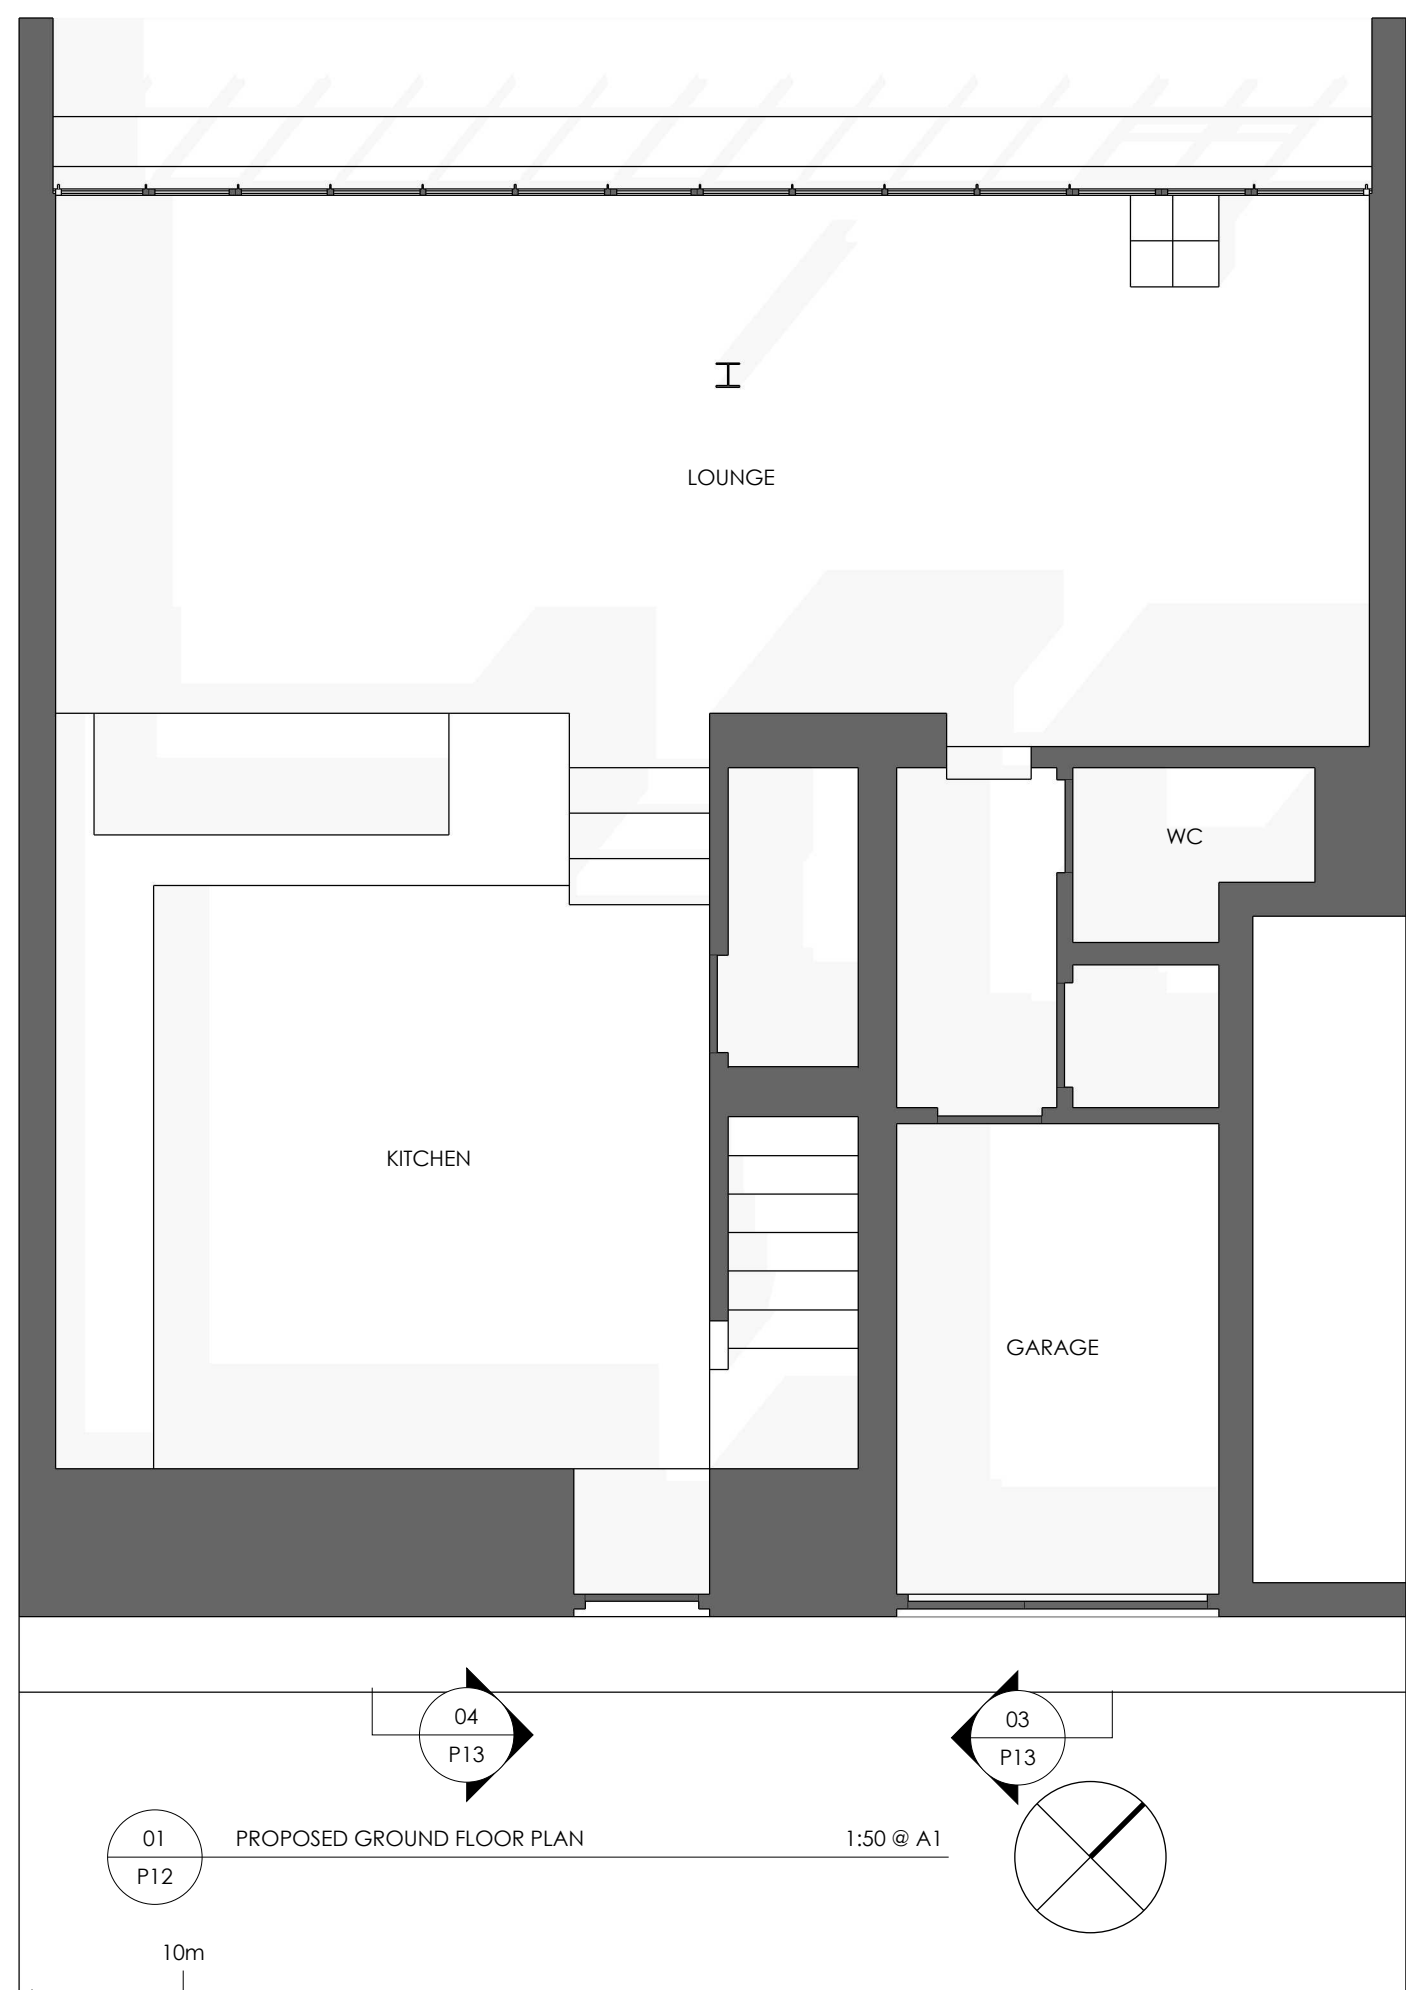 LOUNGE
WC
KITCHEN
GARAGE
04
P13
03
P13
01
P12
PROPOSED GROUND FLOOR PLAN
1:50 @ A1
10m